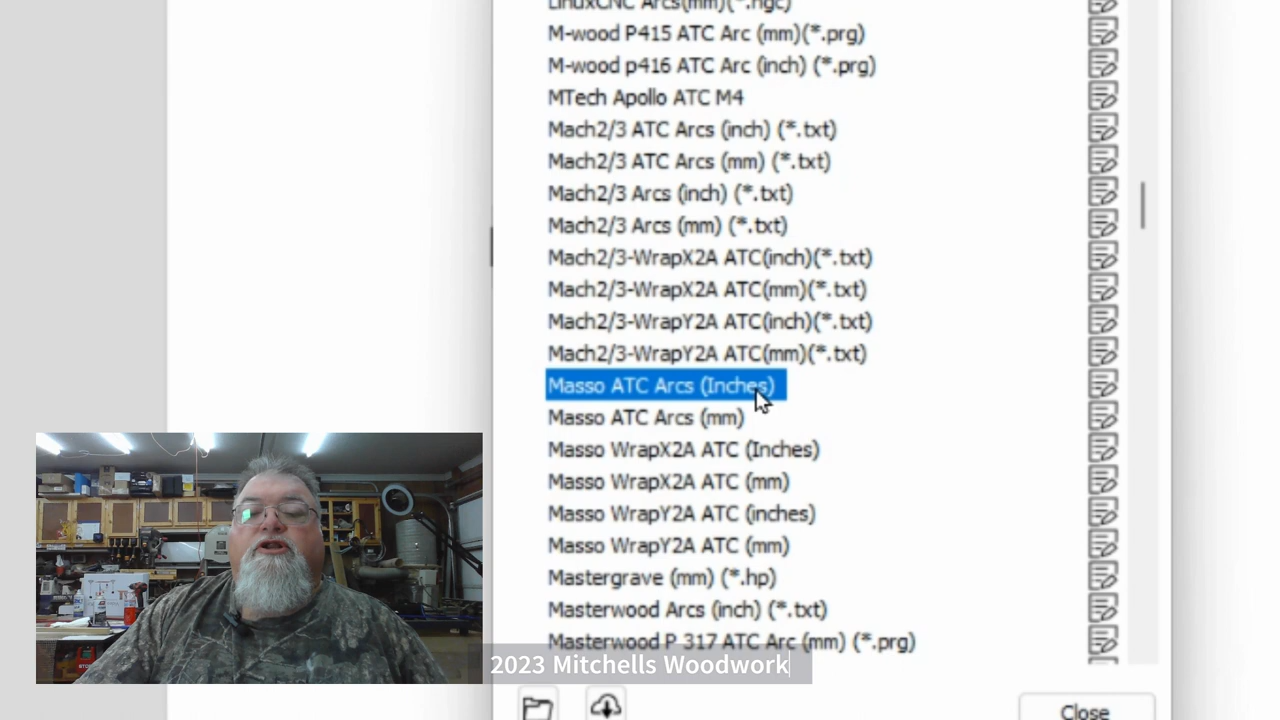 LinuxCNC Arcs(mm)(*.ngc)
M-wood P415 ATC Arc (mm)(*.prg)
M-wood p416 ATC Arc (inch) (*.prg)
MTech Apollo ATC M4
Mach2/3 ATC Arcs (inch) (*.txt)
Mach2/3 ATC Arcs (mm) (*.txt)
Mach2/3 Arcs (inch) (*.txt)
Mach2/3 Arcs (mm) (*.txt)
Mach2/3-WrapX2A ATC(inch)(*.txt)
Mach2/3-WrapX2A ATC(mm)(*.txt)
Mach2/3-WrapY2A ATC(inch)(*.txt)
Mach2/3-WrapY2A ATC(mm)(*.txt)
Masso ATC Arcs (Inches)
Masso ATC Arcs (mm)
Masso WrapX2A ATC (Inches)
Masso WrapX2A ATC (mm)
Masso WrapY2A ATC (inches)
Masso WrapY2A ATC (mm)
Mastergrave (mm) (*.hp)
Masterwood Arcs (inch) (*.txt)
Masterwood P 317 ATC Arc (mm) (*.prg)
2023 Mitchells Woodwork
Close